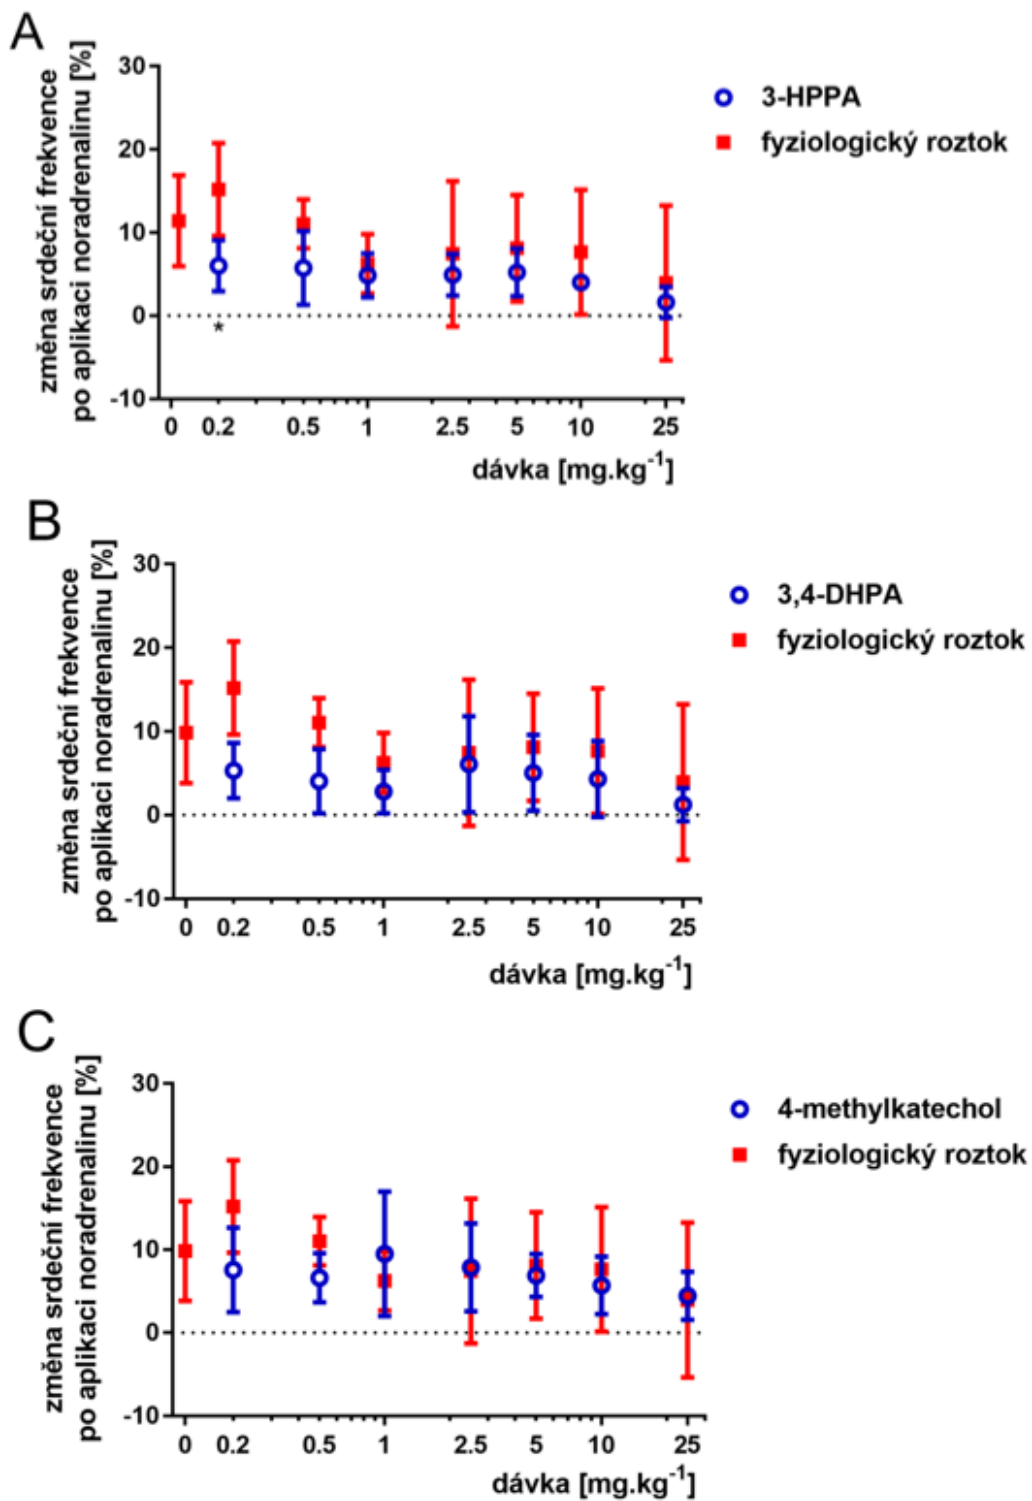 A
změna srdeční frekvence
po aplikaci noradrenalinu [%]
30
20
10
0
-10
*
0 0.2 0.5 1 2.5 5 10 25
dávka [mg.kg⁻¹]
3-HPPA
fyziologický roztok
B
změna srdeční frekvence
po aplikaci noradrenalinu [%]
30
20
10
0
-10
0 0.2 0.5 1 2.5 5 10 25
dávka [mg.kg⁻¹]
3,4-DHPA
fyziologický roztok
C
změna srdeční frekvence
po aplikaci noradrenalinu [%]
30
20
10
0
-10
0 0.2 0.5 1 2.5 5 10 25
dávka [mg.kg⁻¹]
4-methylkatechol
fyziologický roztok